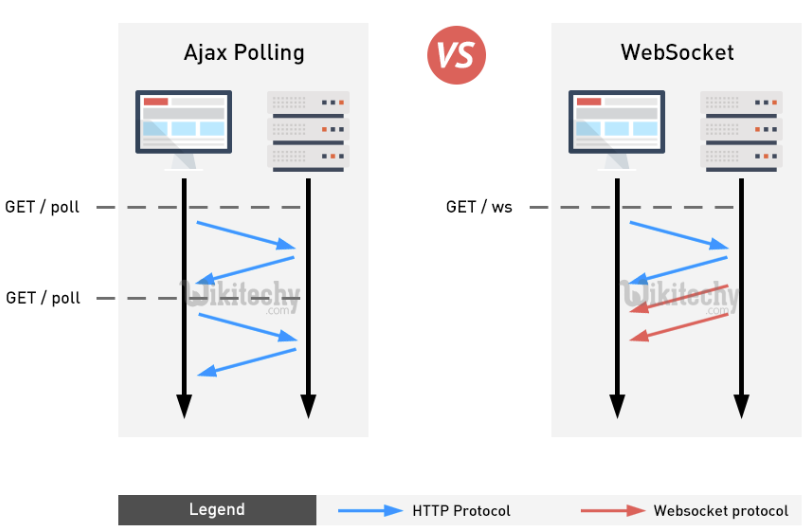 Ajax Polling
VS
WebSocket
GET / poll
GET / ws
Wikitechy
.com
Wikitechy
.com
GET / poll
Legend
HTTP Protocol
Websocket protocol